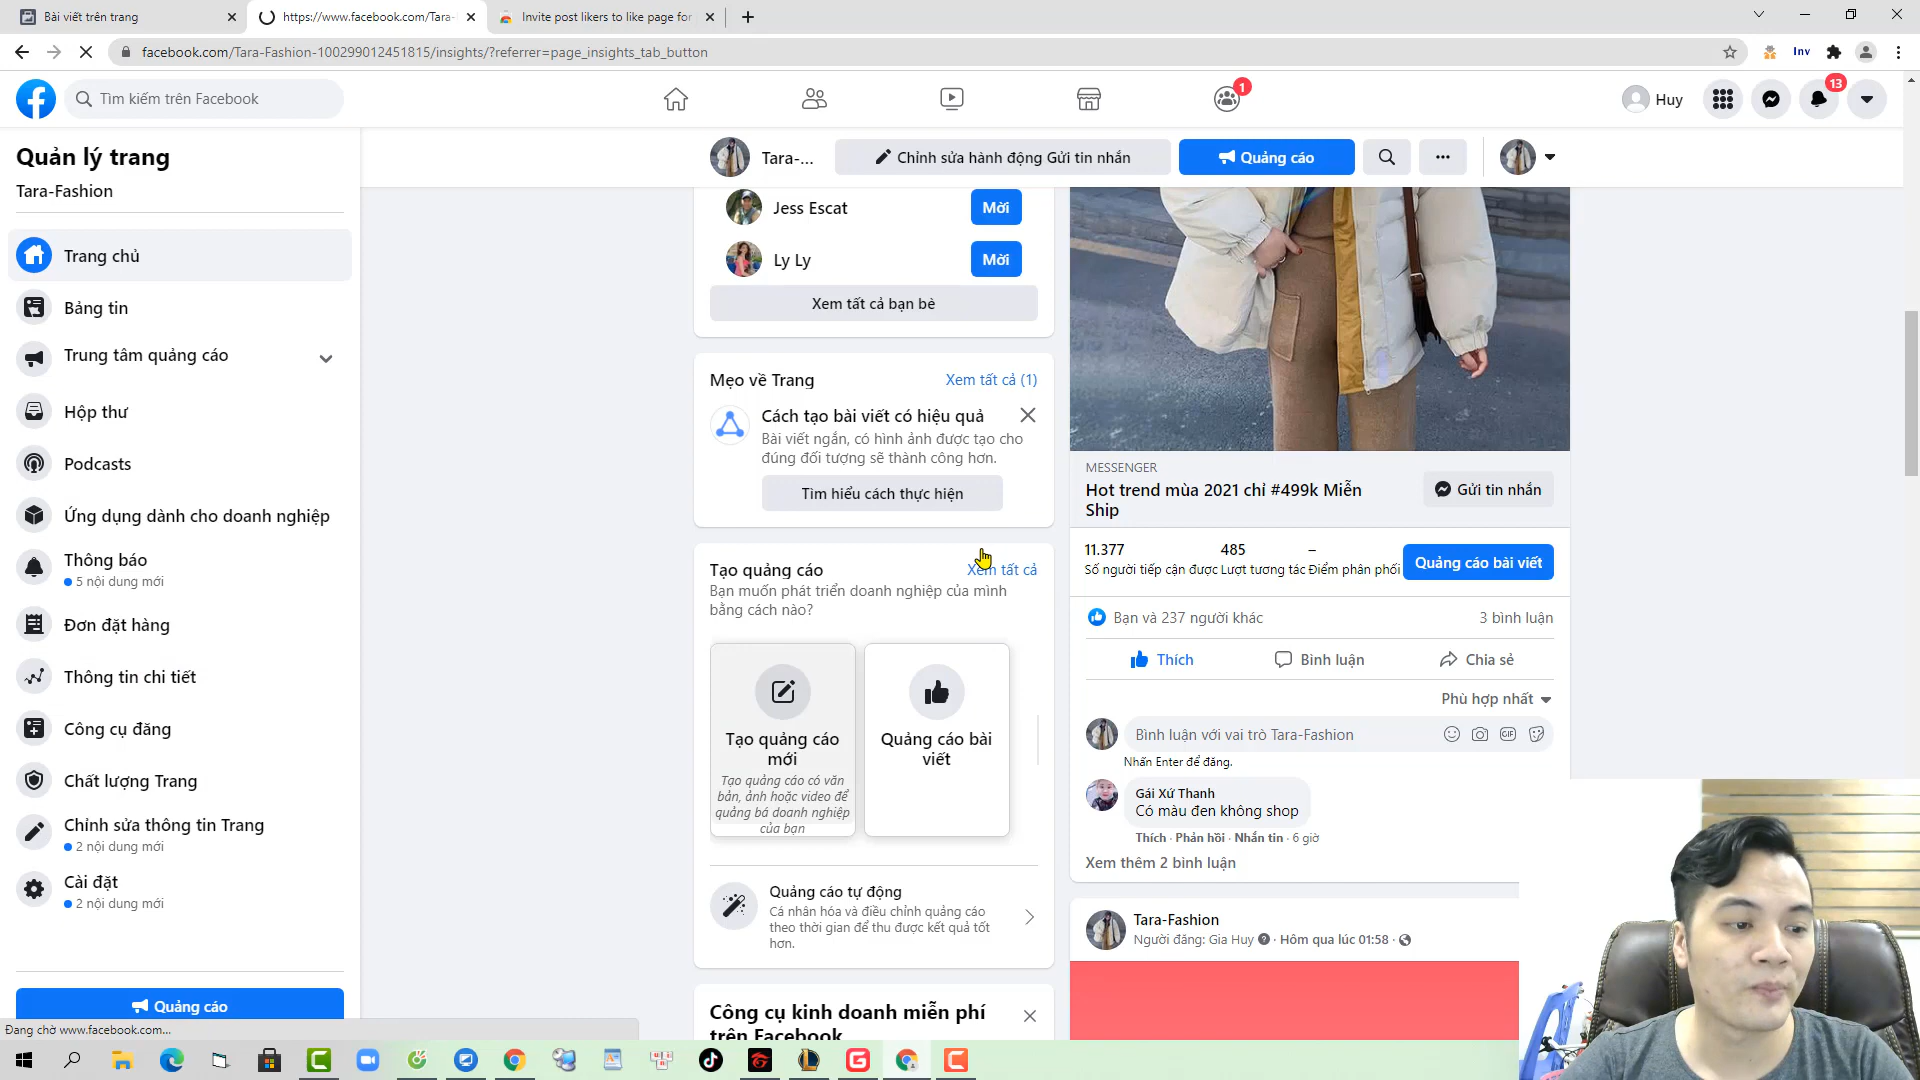 Bài viết trên trang
https://www.facebook.com/Tara-
Invite post likers to like page for
facebook.com/Tara-Fashion-100299012451815/insights/?referrer=page_insights_tab_button
Inv
Tìm kiếm trên Facebook
1
Huy
13
Quản lý trang
Tara-Fashion
Trang chủ
Bảng tin
Trung tâm quảng cáo
Hộp thư
Podcasts
Ứng dụng dành cho doanh nghiệp
Thông báo
5 nội dung mới
Đơn đặt hàng
Thông tin chi tiết
Công cụ đăng
Chất lượng Trang
Chỉnh sửa thông tin Trang
2 nội dung mới
Cài đặt
2 nội dung mới
Quảng cáo
Đang chờ www.facebook.com...
Tara-...
Chỉnh sửa hành động Gửi tin nhắn
Quảng cáo
Jess Escat
Mời
Ly Ly
Mời
Xem tất cả bạn bè
Mẹo về Trang
Xem tất cả (1)
Cách tạo bài viết có hiệu quả
Bài viết ngắn, có hình ảnh được tạo cho
đúng đối tượng sẽ thành công hơn.
Tìm hiểu cách thực hiện
Tạo quảng cáo
Xem tất cả
Bạn muốn phát triển doanh nghiệp của mình
bằng cách nào?
Tạo quảng cáo
mới
Tạo quảng cáo có văn
bản, ảnh hoặc video để
quảng bá doanh nghiệp
của bạn
Quảng cáo bài
viết
Quảng cáo tự động
Cá nhân hóa và điều chỉnh quảng cáo
theo thời gian để thu được kết quả tốt
hơn.
Công cụ kinh doanh miễn phí
trên Facebook
MESSENGER
Hot trend mùa 2021 chỉ #499k Miễn
Ship
Gửi tin nhắn
11.377
485
–
Số người tiếp cận được
Lượt tương tác
Điểm phân phối
Quảng cáo bài viết
Bạn và 237 người khác
3 bình luận
Thích
Bình luận
Chia sẻ
Phù hợp nhất
Bình luận với vai trò Tara-Fashion
GIF
Nhấn Enter để đăng.
Gái Xứ Thanh
Có màu đen không shop
Thích · Phản hồi · Nhắn tin · 6 giờ
Xem thêm 2 bình luận
Tara-Fashion
Người đăng: Gia Huy · Hôm qua lúc 01:58 ·